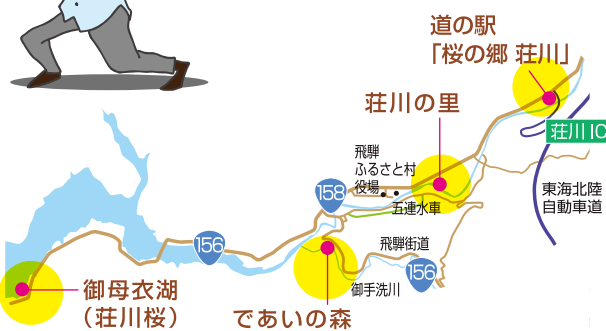 道の駅
「桜の郷 荘川」
荘川の里
荘川IC
飛騨
ふるさと村
役場
158
五連水車
東海北陸
自動車道
156
飛騨街道
156
御手洗川
御母衣湖
（荘川桜）
であいの森